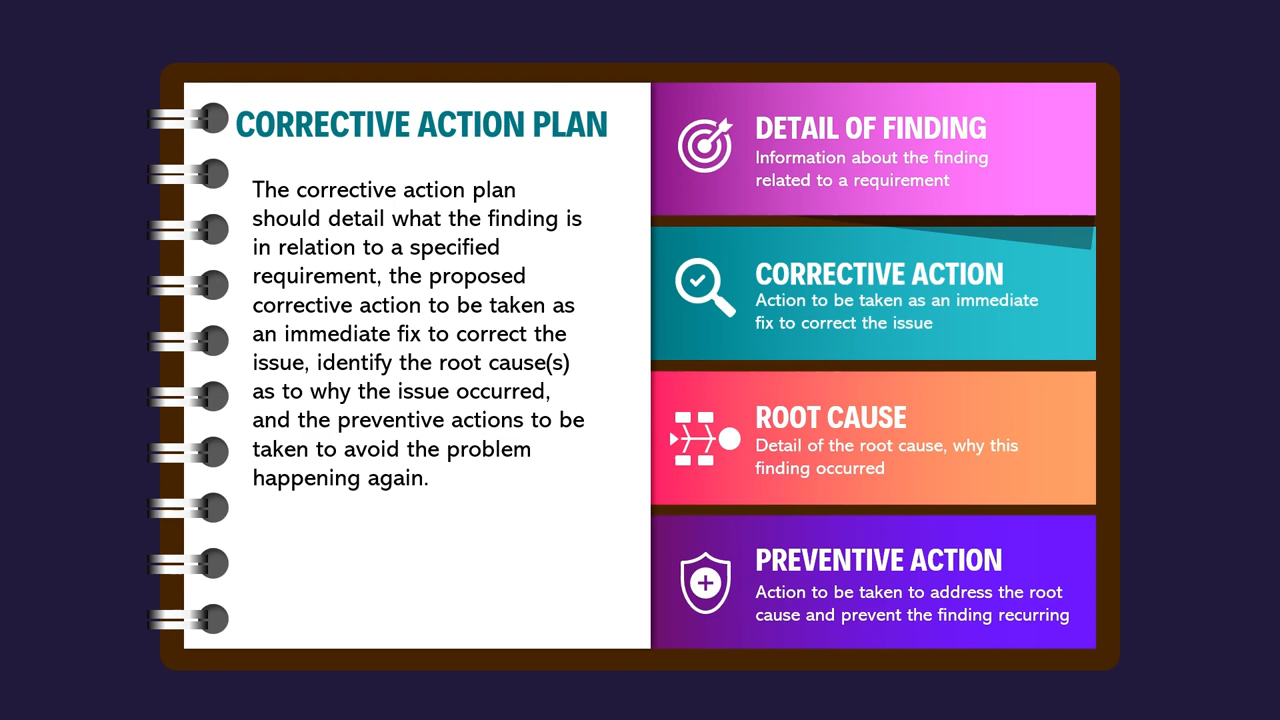 CORRECTIVE ACTION PLAN
The corrective action plan
should detail what the finding is
in relation to a specified
requirement, the proposed
corrective action to be taken as
an immediate fix to correct the
issue, identify the root cause(s)
as to why the issue occurred,
and the preventive actions to be
taken to avoid the problem
happening again.
DETAIL OF FINDING
Information about the finding
related to a requirement
CORRECTIVE ACTION
Action to be taken as an immediate
fix to correct the issue
ROOT CAUSE
Detail of the root cause, why this
finding occurred
PREVENTIVE ACTION
Action to be taken to address the root
cause and prevent the finding recurring